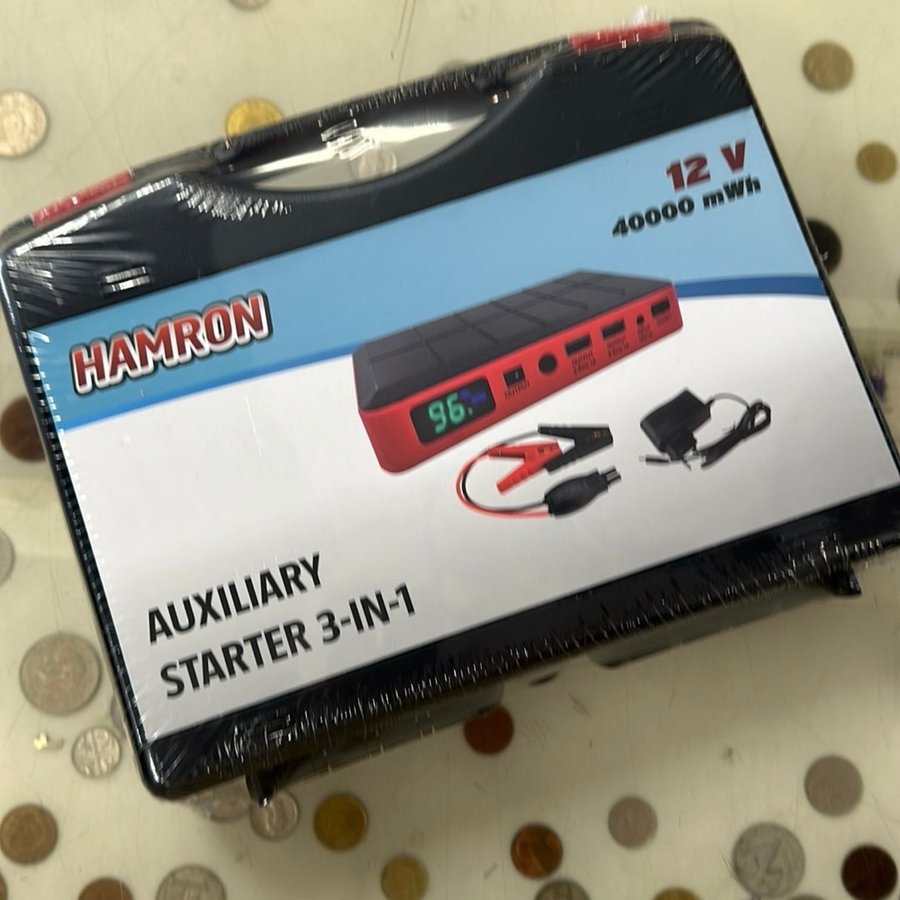 12 V
40000 mWh
HAMRON
96.
AUXILIARY
STARTER 3-IN-1